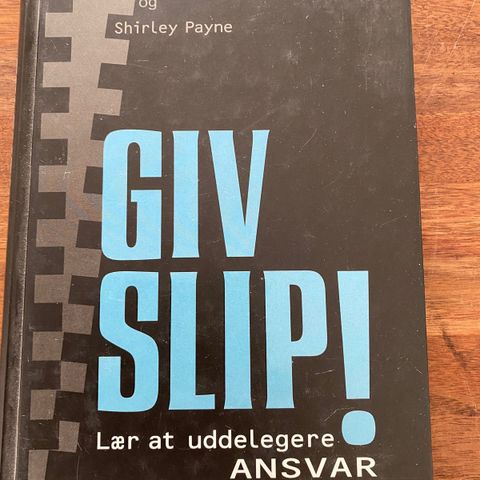 og
Shirley Payne
GIV
SLIP!
Lær at uddelegere
ANSVAR